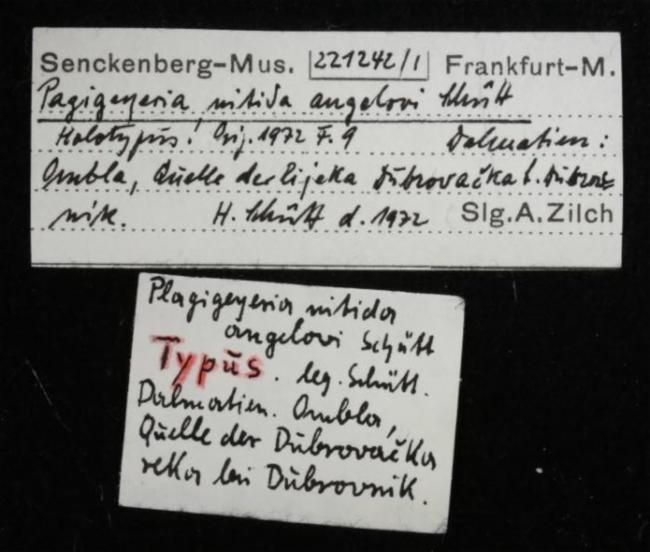 Senckenberg-Mus. 221242/1 Frankfurt-M.
Pagigeyeria nitida angelovi Schütt
Holotypus! Orig. 1972 F. 9 Dalmatien:
Ombla, Quelle der Rijeka Dubrovačka b. Dubrov=
nik. H. Schütt d. 1972 Slg. A. Zilch
Plagigeyeria nitida
angelovi Schütt
Typus. leg. Schütt.
Dalmatien. Ombla,
Quelle der Dubrovačka
reka bei Dubrovnik.